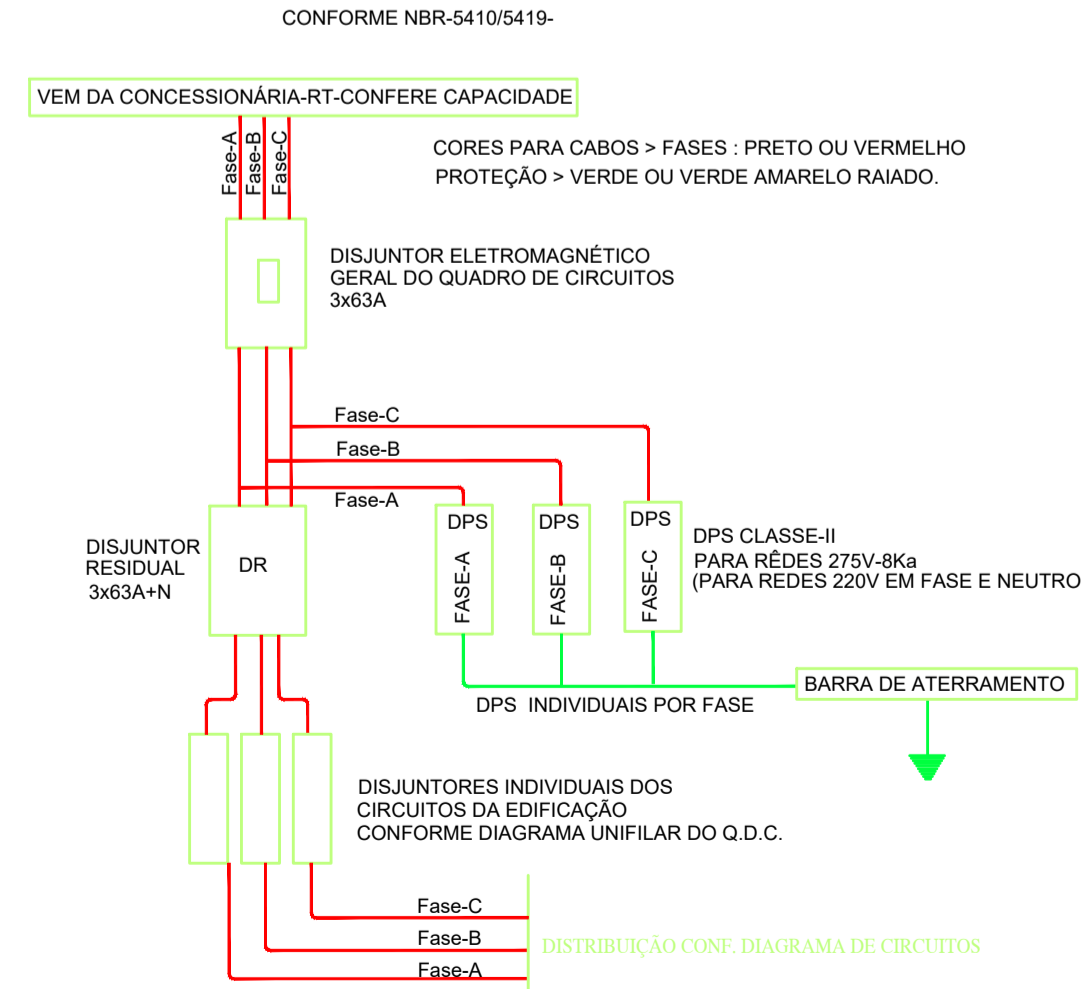 CONFORME NBR-5410/5419-
VEM DA CONCESSIONÁRIA-RT-CONFERE CAPACIDADE
Fase-A
Fase-B
Fase-C
CORES PARA CABOS > FASES : PRETO OU VERMELHO
PROTEÇÃO > VERDE OU VERDE AMARELO RAIADO.
DISJUNTOR ELETROMAGNÉTICO
GERAL DO QUADRO DE CIRCUITOS
3x63A
Fase-C
Fase-B
Fase-A
DISJUNTOR
RESIDUAL
3x63A+N
DR
DPS
FASE-A
DPS
FASE-B
DPS
FASE-C
DPS CLASSE-II
PARA RÊDES 275V-8Ka
(PARA REDES 220V EM FASE E NEUTRO
BARRA DE ATERRAMENTO
DPS INDIVIDUAIS POR FASE
DISJUNTORES INDIVIDUAIS DOS
CIRCUITOS DA EDIFICAÇÃO
CONFORME DIAGRAMA UNIFILAR DO Q.D.C.
Fase-C
Fase-B
Fase-A
DISTRIBUIÇÃO CONF. DIAGRAMA DE CIRCUITOS